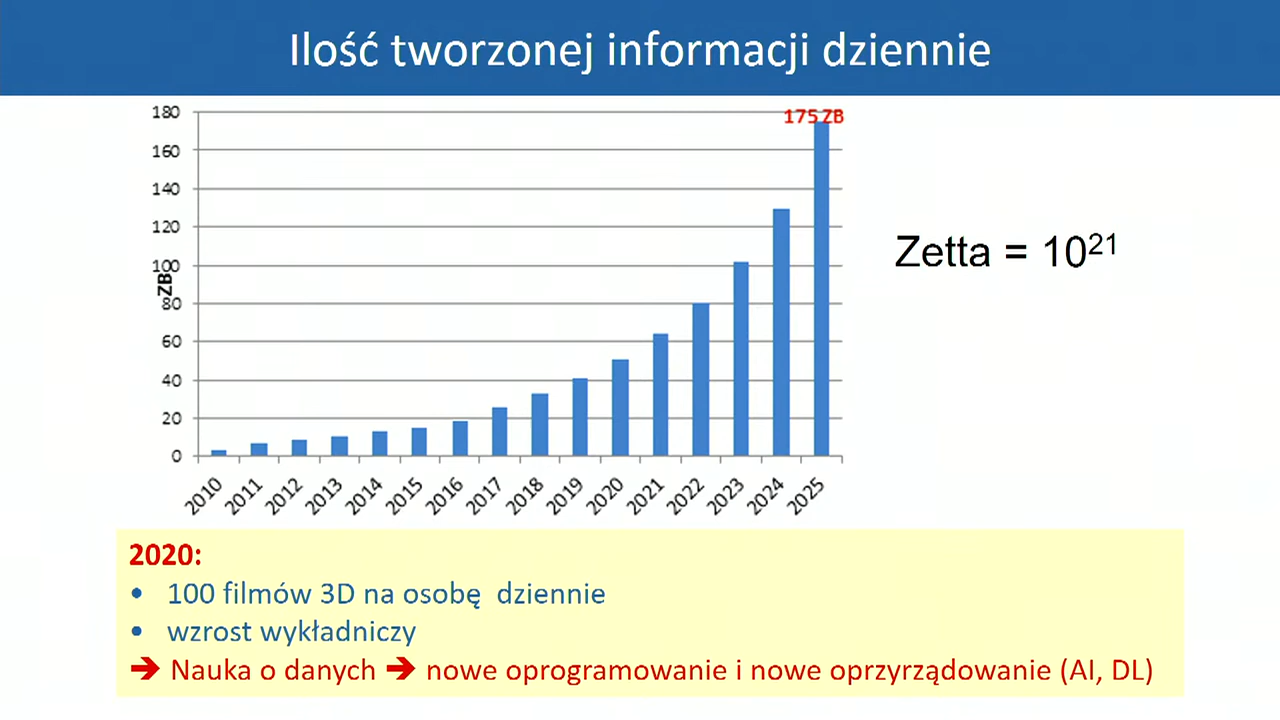 Ilość tworzonej informacji dziennie
175 ZB
180
160
140
120
100
80
60
40
20
0
ZB
2010 2011 2012 2013 2014 2015 2016 2017 2018 2019 2020 2021 2022 2023 2024 2025
Zetta = 10²¹
2020:
• 100 filmów 3D na osobę dziennie
• wzrost wykładniczy
➔ Nauka o danych ➔ nowe oprogramowanie i nowe oprzyrządowanie (AI, DL)